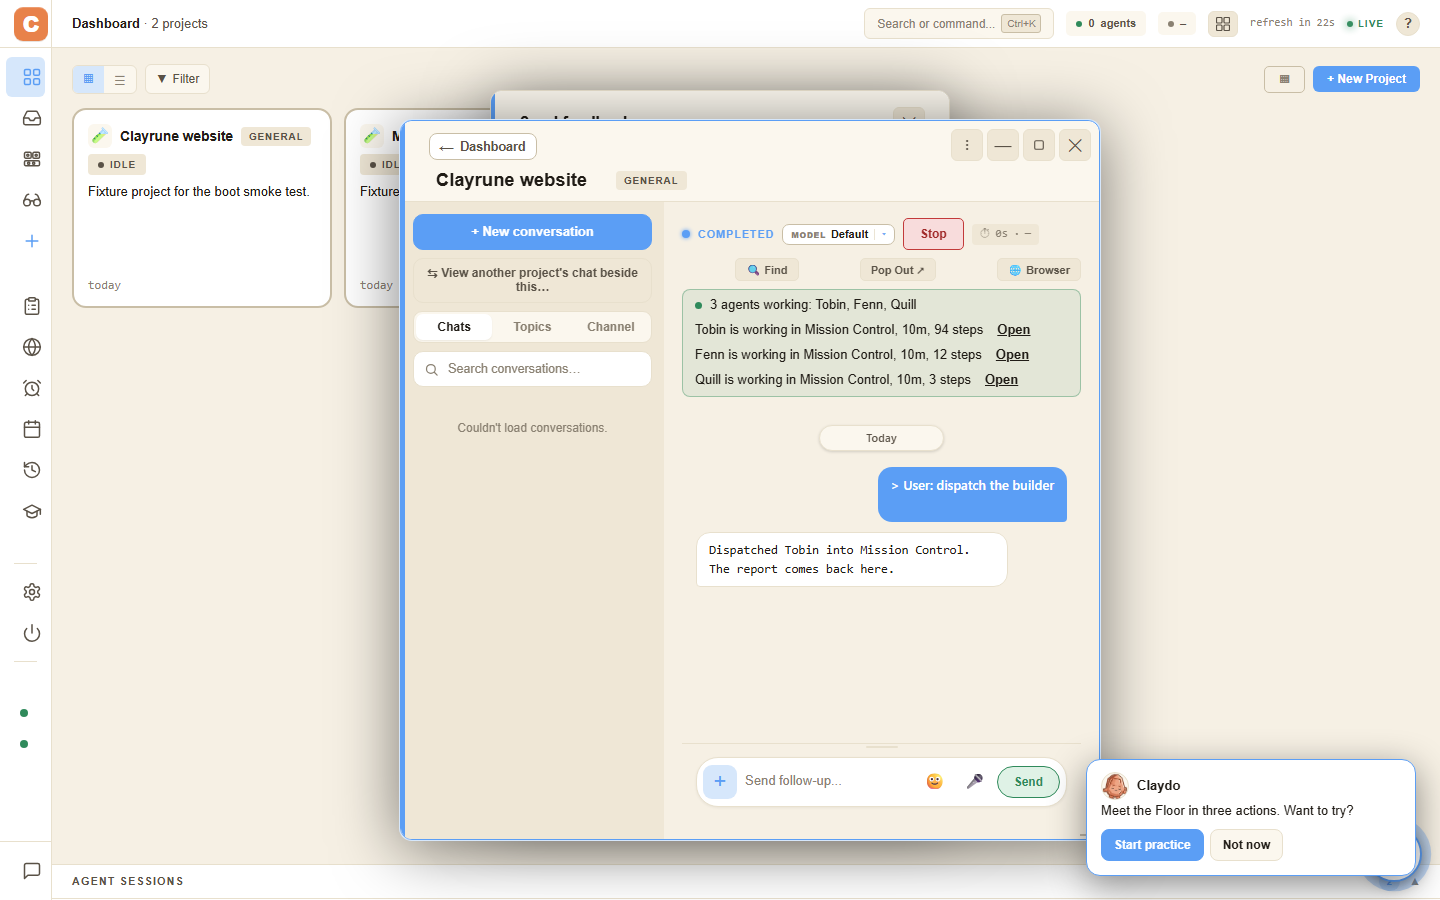 C
Dashboard · 2 projects
Search or command... Ctrl+K
0 agents
–
refresh in 22s
LIVE
?
▼ Filter
+ New Project
Clayrune website GENERAL
IDLE
Fixture project for the boot smoke test.
today
M
IDL
Fixture
today
← Dashboard
Clayrune website GENERAL
+ New conversation
⇆ View another project's chat beside
this...
Chats Topics Channel
Search conversations...
Couldn't load conversations.
COMPLETED MODEL Default Stop 0s · –
Find Pop Out ↗ Browser
3 agents working: Tobin, Fenn, Quill
Tobin is working in Mission Control, 10m, 94 steps Open
Fenn is working in Mission Control, 10m, 12 steps Open
Quill is working in Mission Control, 10m, 3 steps Open
Today
> User: dispatch the builder
Dispatched Tobin into Mission Control.
The report comes back here.
+ Send follow-up... Send
Claydo
Meet the Floor in three actions. Want to try?
Start practice Not now
AGENT SESSIONS